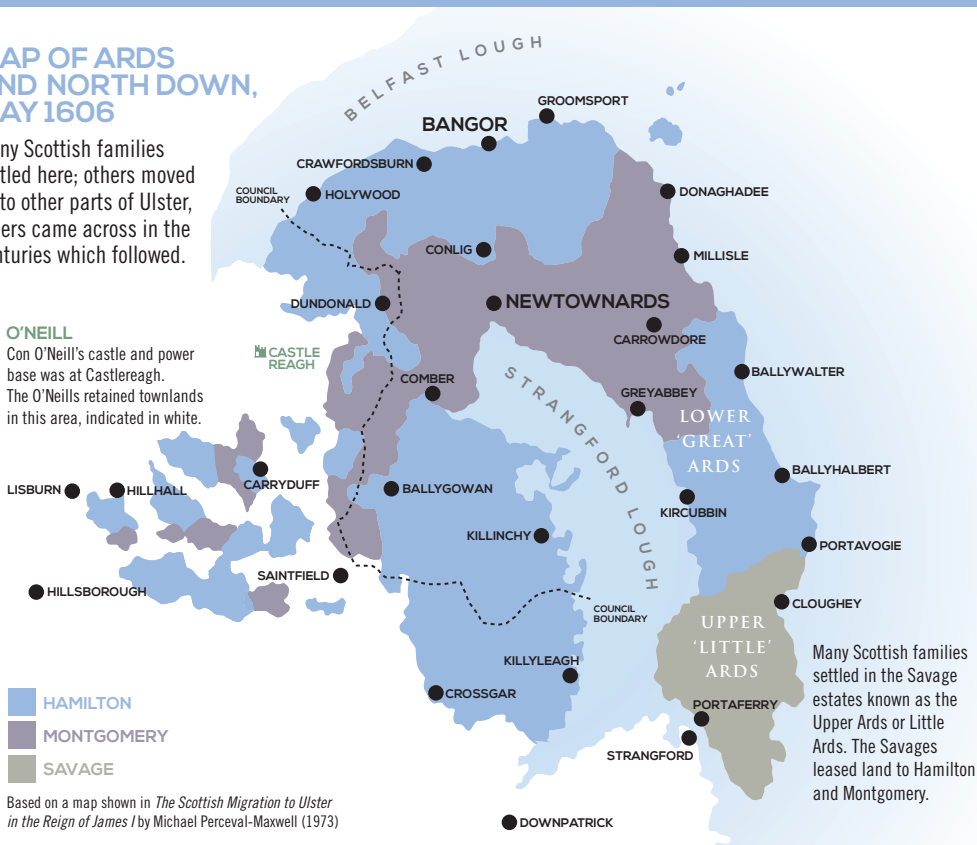 AP OF ARDS
ND NORTH DOWN,
AY 1606
ny Scottish families
tled here; others moved
to other parts of Ulster,
ers came across in the
nturies which followed.
BELFAST LOUGH
GROOMSPORT
BANGOR
CRAWFORDSBURN
COUNCIL
BOUNDARY
HOLYWOOD
DONAGHADEE
CONLIG
MILLISLE
DUNDONALD
NEWTOWNARDS
CARROWDORE
O'NEILL
Con O'Neill's castle and power
base was at Castlereagh.
The O'Neills retained townlands
in this area, indicated in white.
CASTLE
REAGH
COMBER
STRANGFORD LOUGH
BALLYWALTER
GREYABBEY
LOWER
'GREAT'
ARDS
LISBURN
HILLHALL
CARRYDUFF
BALLYGOWAN
BALLYHALBERT
KIRCUBBIN
KILLINCHY
PORTAVOGIE
HILLSBOROUGH
SAINTFIELD
COUNCIL
BOUNDARY
CLOUGHEY
UPPER
'LITTLE'
ARDS
KILLYLEAGH
CROSSGAR
PORTAFERRY
STRANGFORD
DOWNPATRICK
Many Scottish families
settled in the Savage
estates known as the
Upper Ards or Little
Ards. The Savages
leased land to Hamilton
and Montgomery.
HAMILTON
MONTGOMERY
SAVAGE
Based on a map shown in The Scottish Migration to Ulster
in the Reign of James I by Michael Perceval-Maxwell (1973)